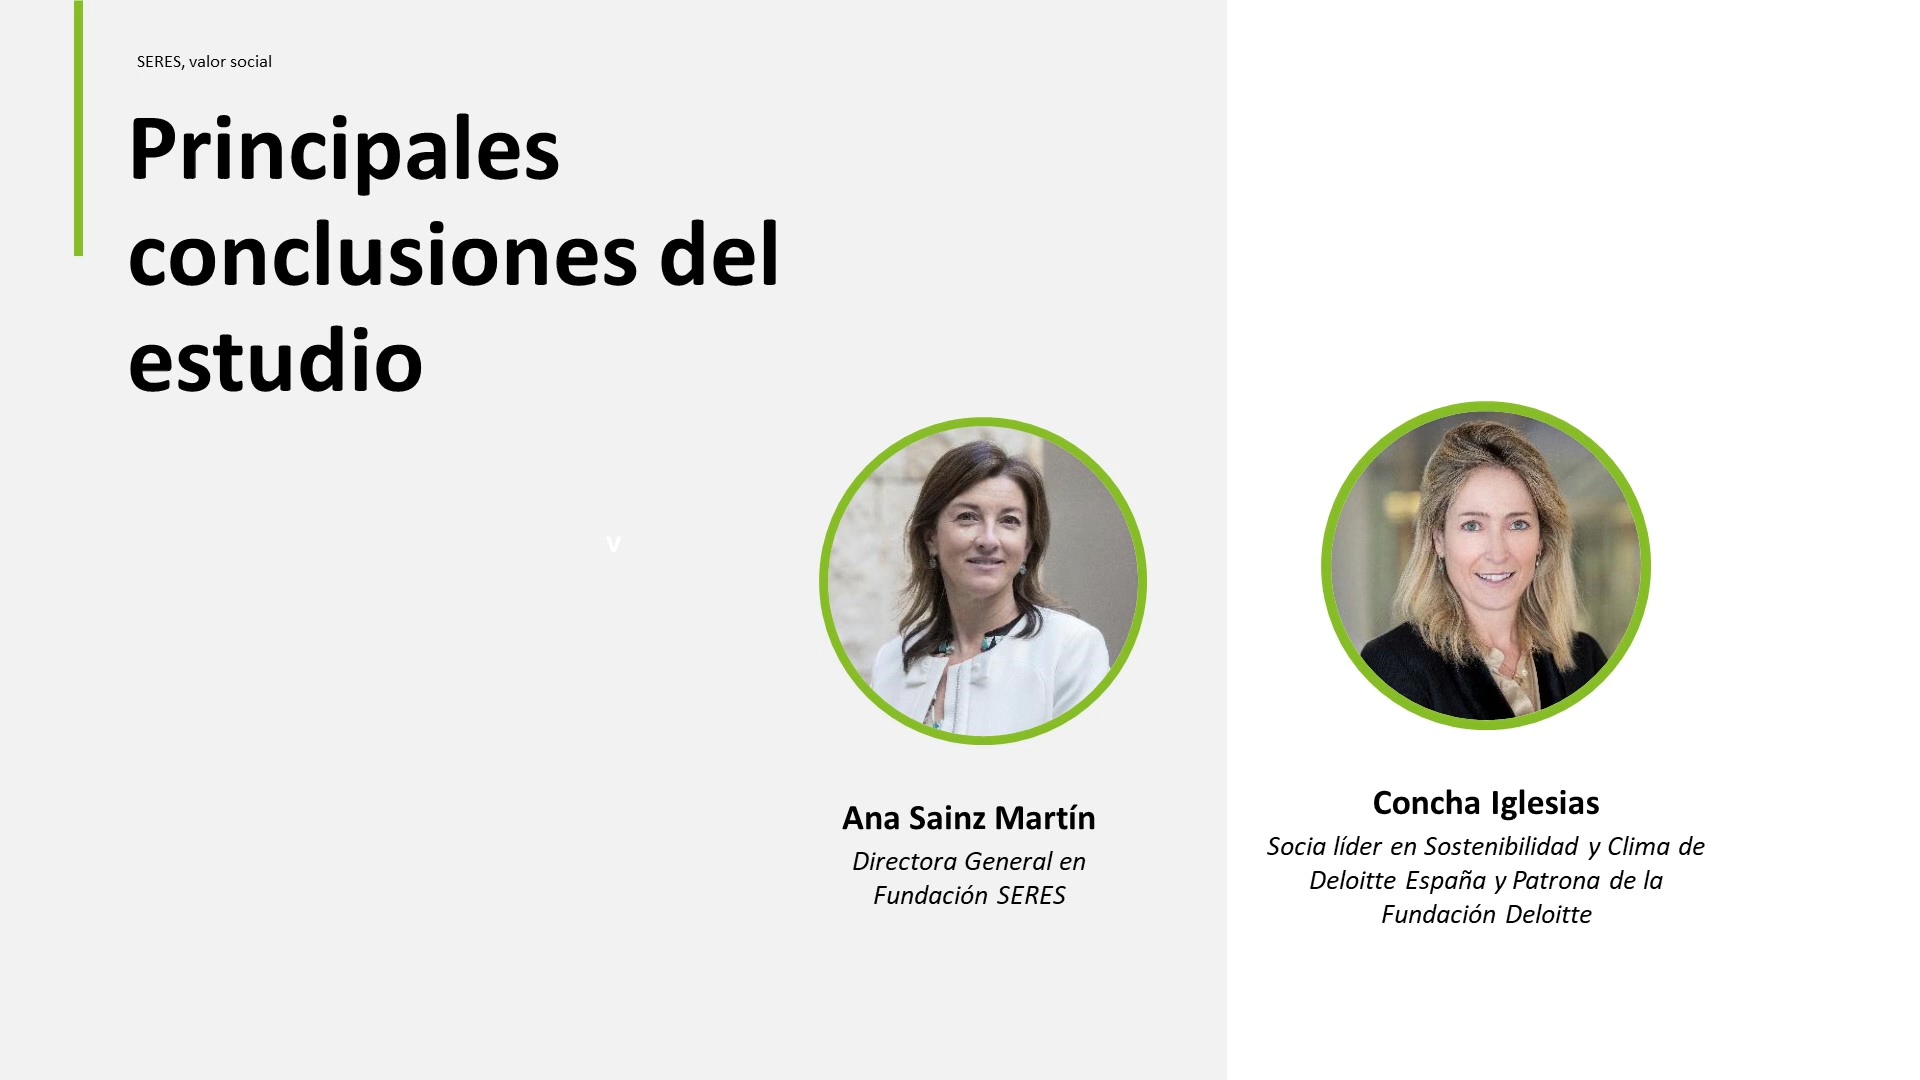 SERES, valor social
Principales
conclusiones del
estudio
v
Ana Sainz Martín
Directora General en
Fundación SERES
Concha Iglesias
Socia líder en Sostenibilidad y Clima de
Deloitte España y Patrona de la
Fundación Deloitte